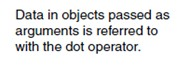 Data in objects passed as
arguments is referred to
with the dot operator.